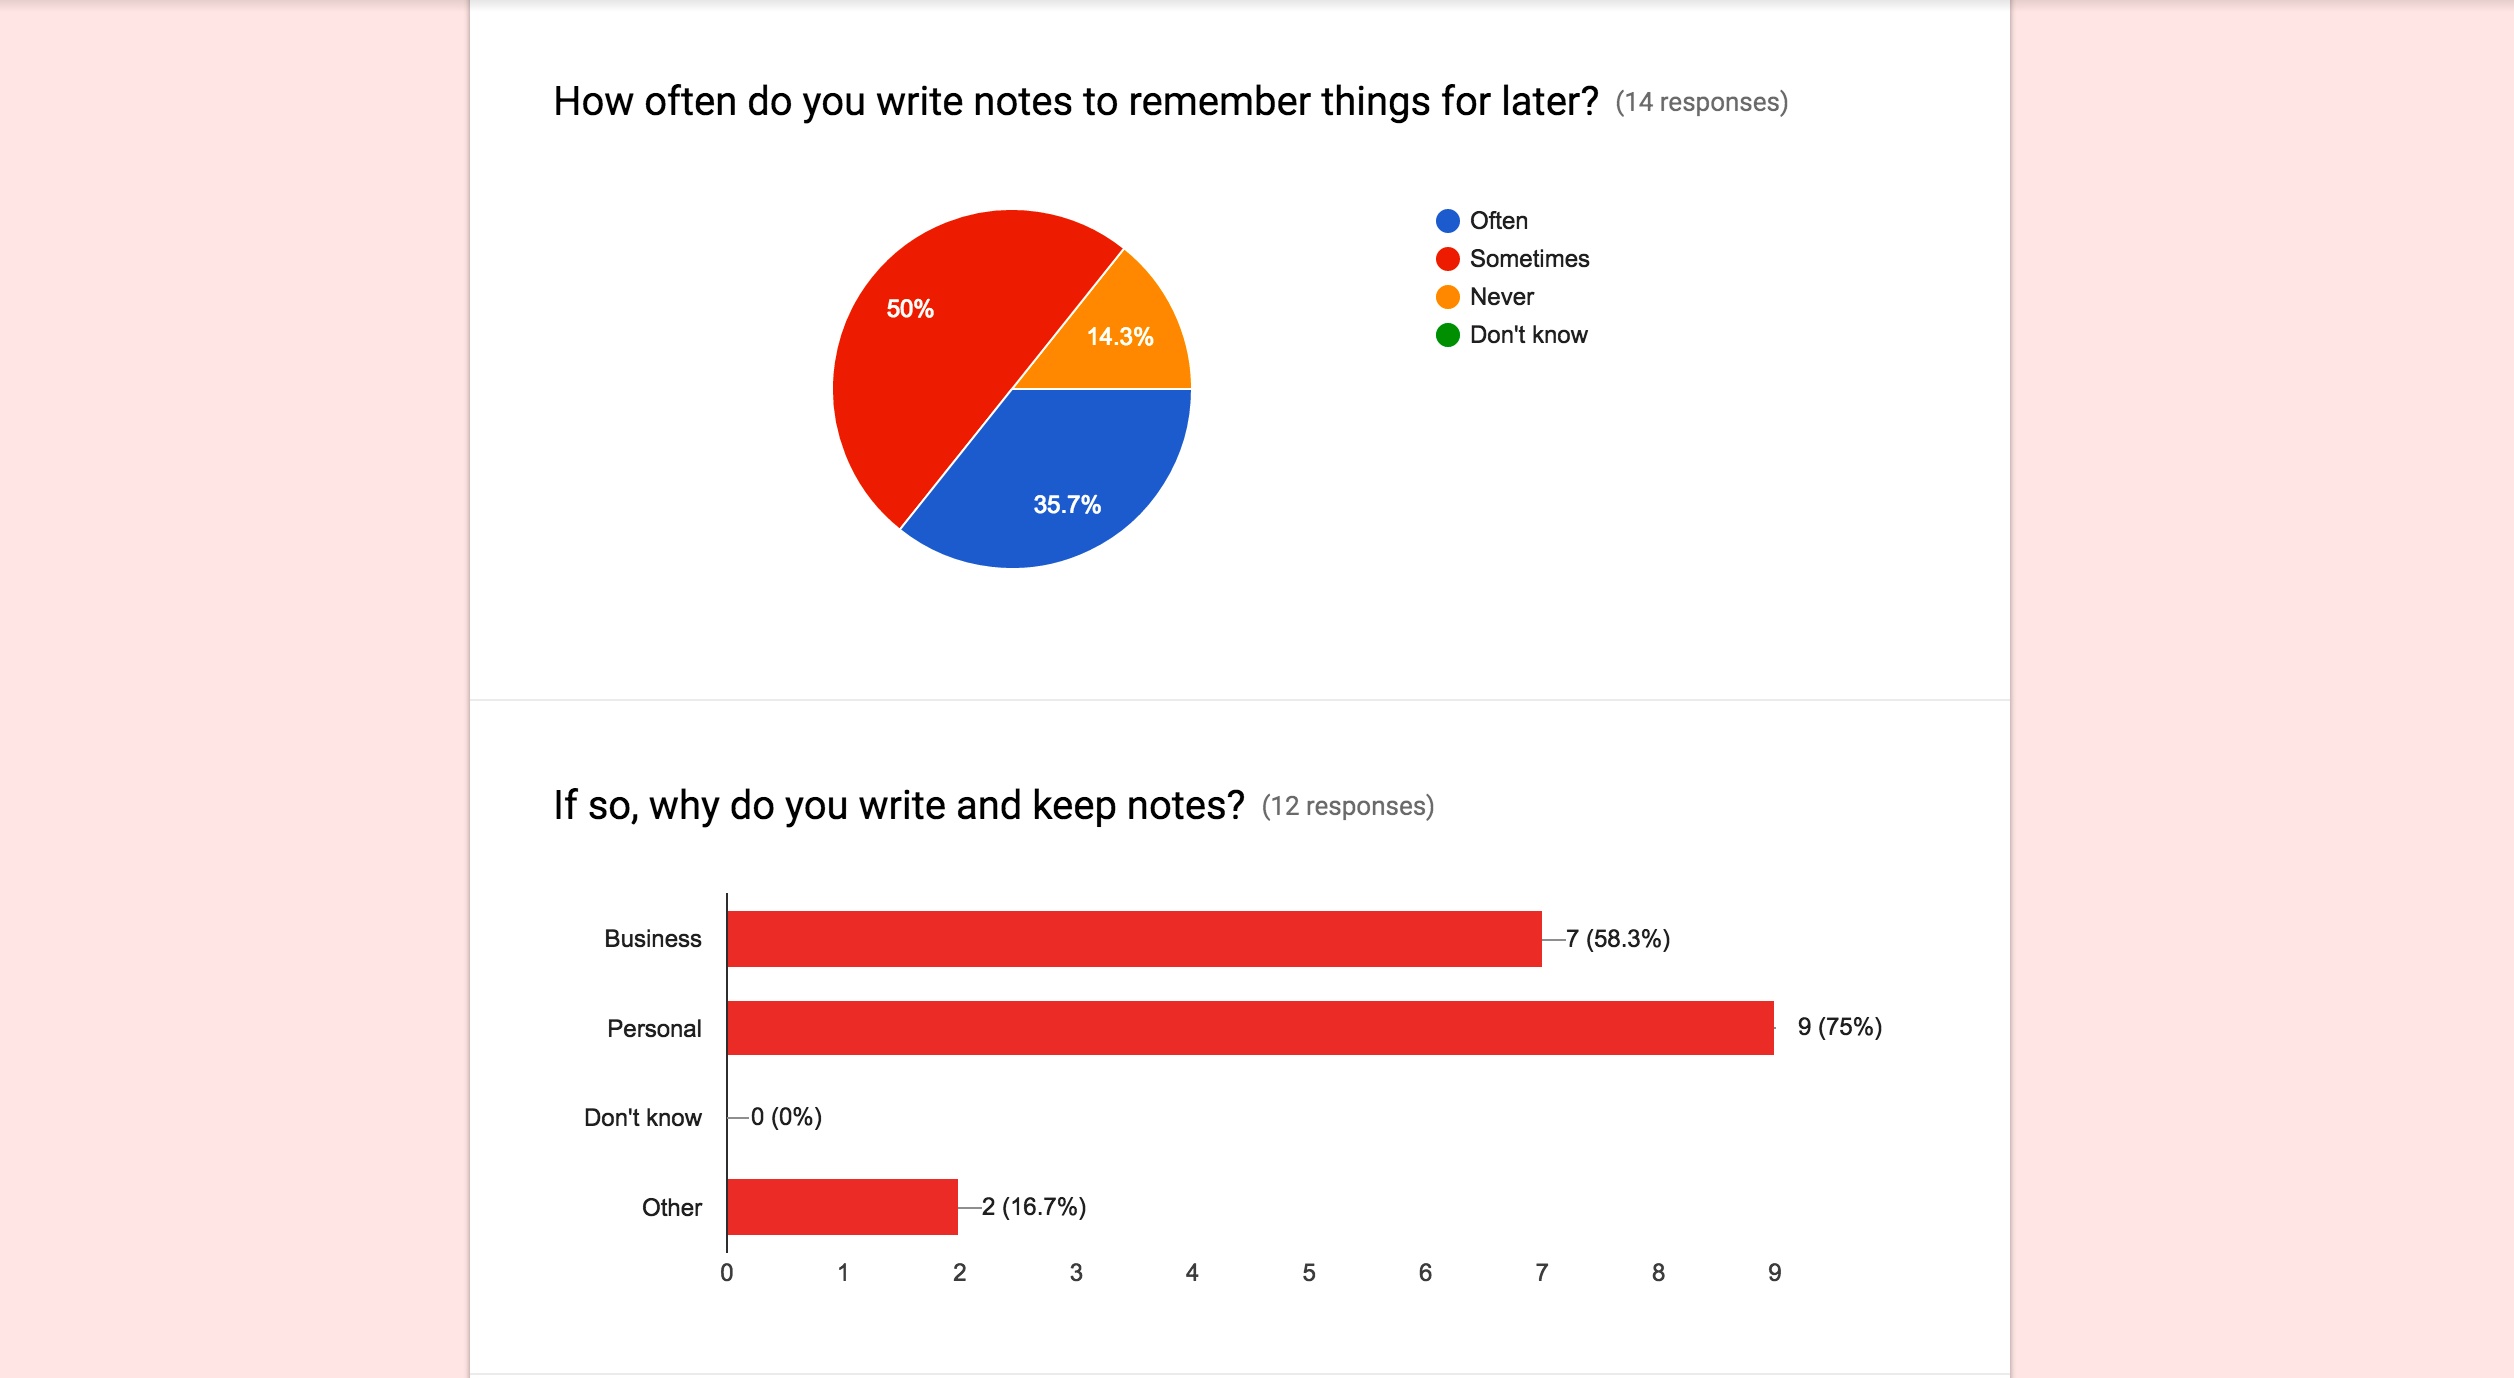 How often do you write notes to remember things for later? (14 responses)
Often
Sometimes
Never
Don't know
50%
14.3%
35.7%
If so, why do you write and keep notes? (12 responses)
Business 7 (58.3%)
Personal 9 (75%)
Don't know 0 (0%)
Other 2 (16.7%)
0 1 2 3 4 5 6 7 8 9